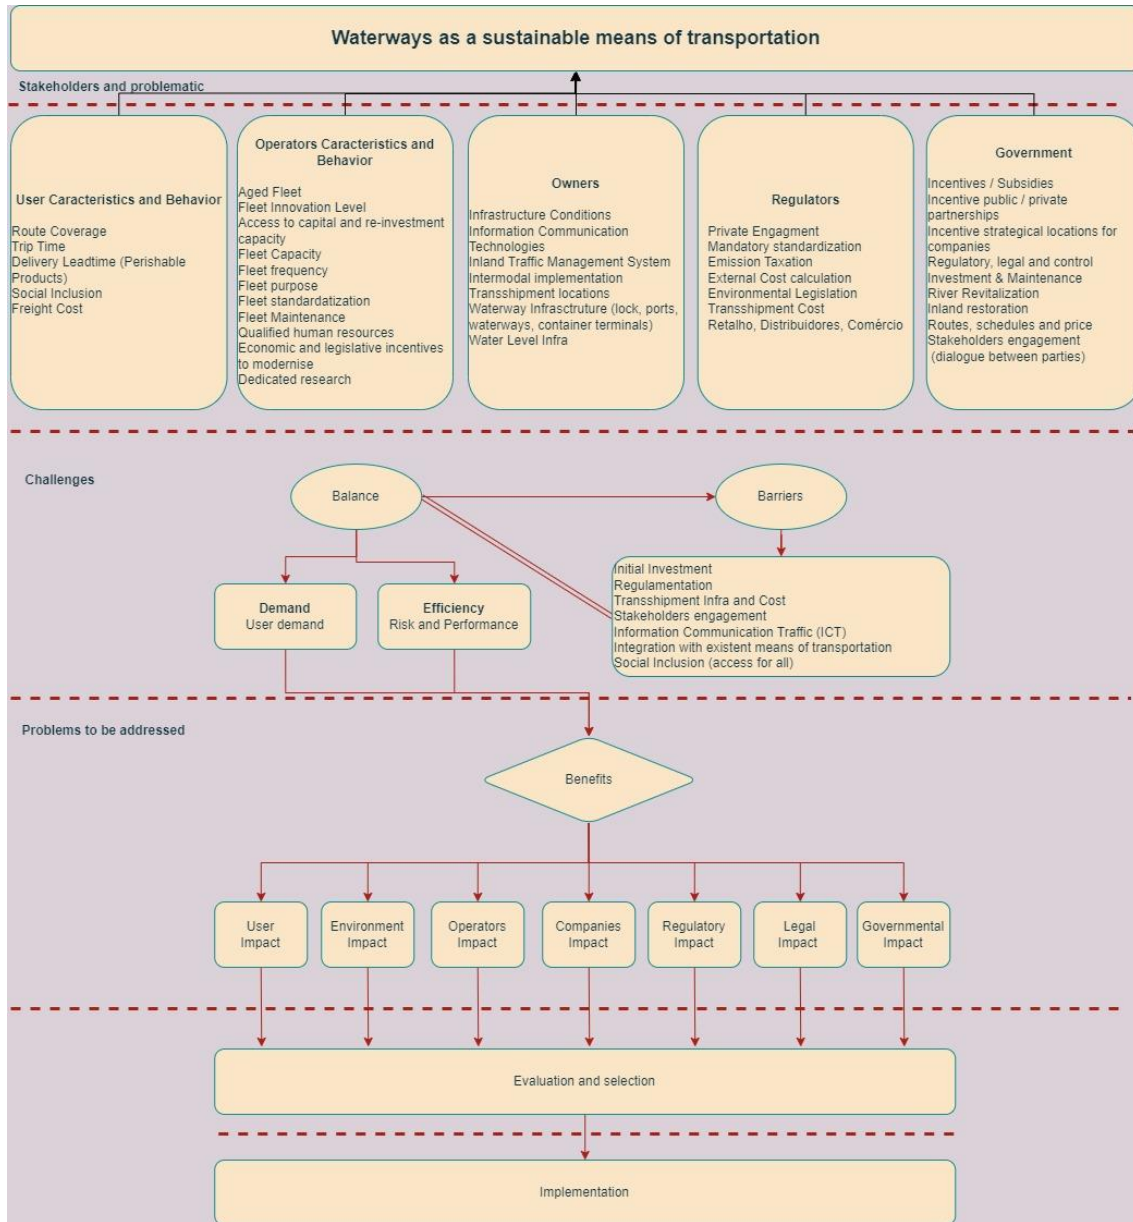 Waterways as a sustainable means of transportation
Stakeholders and problematic
User Caracteristics and Behavior
Route Coverage
Trip Time
Delivery Leadtime (Perishable
Products)
Social Inclusion
Freight Cost
Operators Caracteristics and
Behavior
Aged Fleet
Fleet Innovation Level
Access to capital and re-investment
capacity
Fleet Capacity
Fleet frequency
Fleet purpose
Fleet standardatization
Fleet Maintenance
Qualified human resources
Economic and legislative incentives
to modernise
Dedicated research
Owners
Infrastructure Conditions
Information Communication
Technologies
Inland Traffic Management System
Intermodal implementation
Transshipment locations
Waterway Infrasctruture (lock, ports,
waterways, container terminals)
Water Level Infra
Regulators
Private Engagment
Mandatory standardization
Emission Taxation
External Cost calculation
Environmental Legislation
Transshipment Cost
Retalho, Distribuidores, Comércio
Government
Incentives / Subsidies
Incentive public / private
partnerships
Incentive strategical locations for
companies
Regulatory, legal and control
Investment & Maintenance
River Revitalization
Inland restoration
Routes, schedules and price
Stakeholders engagement
(dialogue between parties)
Challenges
Balance
Barriers
Demand
User demand
Efficiency
Risk and Performance
Initial Investment
Regulamentation
Transshipment Infra and Cost
Stakeholders engagement
Information Communication Traffic (ICT)
Integration with existent means of transportation
Social Inclusion (access for all)
Problems to be addressed
Benefits
User
Impact
Environment
Impact
Operators
Impact
Companies
Impact
Regulatory
Impact
Legal
Impact
Governmental
Impact
Evaluation and selection
Implementation